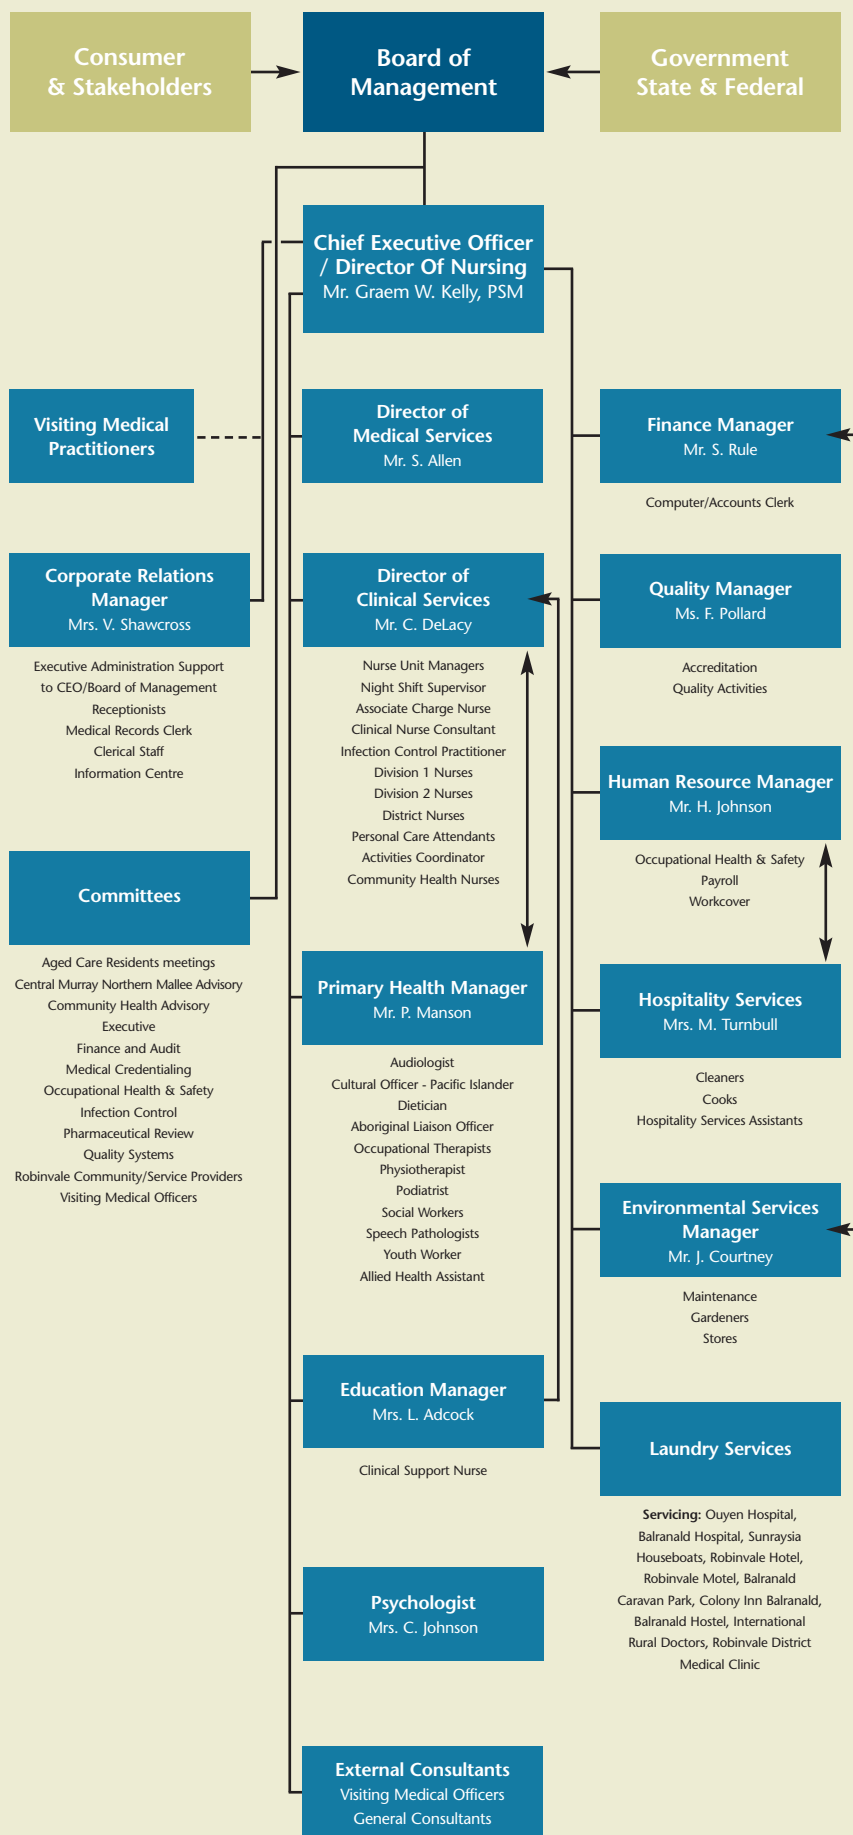 Consumer
& Stakeholders
Board of
Management
Government
State & Federal
Chief Executive Officer
/ Director Of Nursing
Mr. Graem W. Kelly, PSM
Visiting Medical
Practitioners
Director of
Medical Services
Mr. S. Allen
Finance Manager
Mr. S. Rule
Computer/Accounts Clerk
Corporate Relations
Manager
Mrs. V. Shawcross
Executive Administration Support
to CEO/Board of Management
Receptionists
Medical Records Clerk
Clerical Staff
Information Centre
Director of
Clinical Services
Mr. C. DeLacy
Nurse Unit Managers
Night Shift Supervisor
Associate Charge Nurse
Clinical Nurse Consultant
Infection Control Practitioner
Division 1 Nurses
Division 2 Nurses
District Nurses
Personal Care Attendants
Activities Coordinator
Community Health Nurses
Quality Manager
Ms. F. Pollard
Accreditation
Quality Activities
Human Resource Manager
Mr. H. Johnson
Occupational Health & Safety
Payroll
Workcover
Committees
Aged Care Residents meetings
Central Murray Northern Mallee Advisory
Community Health Advisory
Executive
Finance and Audit
Medical Credentialing
Occupational Health & Safety
Infection Control
Pharmaceutical Review
Quality Systems
Robinvale Community/Service Providers
Visiting Medical Officers
Primary Health Manager
Mr. P. Manson
Audiologist
Cultural Officer - Pacific Islander
Dietician
Aboriginal Liaison Officer
Occupational Therapists
Physiotherapist
Podiatrist
Social Workers
Speech Pathologists
Youth Worker
Allied Health Assistant
Hospitality Services
Mrs. M. Turnbull
Cleaners
Cooks
Hospitality Services Assistants
Environmental Services
Manager
Mr. J. Courtney
Maintenance
Gardeners
Stores
Education Manager
Mrs. L. Adcock
Clinical Support Nurse
Laundry Services
Servicing: Ouyen Hospital,
Balranald Hospital, Sunraysia
Houseboats, Robinvale Hotel,
Robinvale Motel, Balranald
Caravan Park, Colony Inn Balranald,
Balranald Hostel, International
Rural Doctors, Robinvale District
Medical Clinic
Psychologist
Mrs. C. Johnson
External Consultants
Visiting Medical Officers
General Consultants